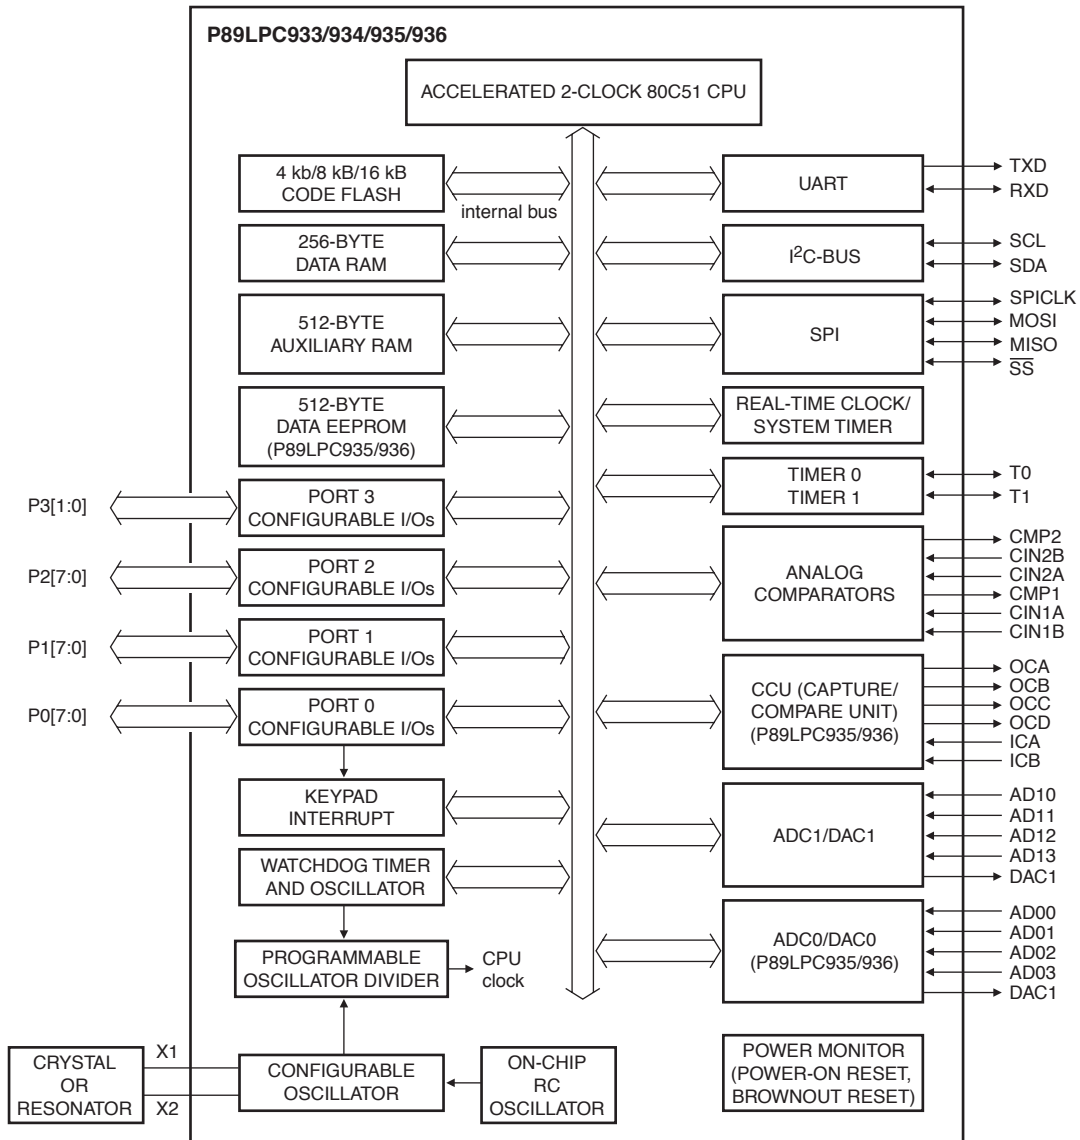 P89LPC933/934/935/936
ACCELERATED 2-CLOCK 80C51 CPU
4 kb/8 kB/16 kB
CODE FLASH
internal bus
256-BYTE
DATA RAM
512-BYTE
AUXILIARY RAM
512-BYTE
DATA EEPROM
(P89LPC935/936)
P3[1:0]
PORT 3
CONFIGURABLE I/Os
P2[7:0]
PORT 2
CONFIGURABLE I/Os
P1[7:0]
PORT 1
CONFIGURABLE I/Os
P0[7:0]
PORT 0
CONFIGURABLE I/Os
KEYPAD
INTERRUPT
WATCHDOG TIMER
AND OSCILLATOR
PROGRAMMABLE
OSCILLATOR DIVIDER
CPU
clock
CRYSTAL
OR
RESONATOR
X1
X2
CONFIGURABLE
OSCILLATOR
ON-CHIP
RC
OSCILLATOR
UART
TXD
RXD
I²C-BUS
SCL
SDA
SPI
SPICLK
MOSI
MISO
S̅S̅
REAL-TIME CLOCK/
SYSTEM TIMER
TIMER 0
TIMER 1
T0
T1
ANALOG
COMPARATORS
CMP2
CIN2B
CIN2A
CMP1
CIN1A
CIN1B
CCU (CAPTURE/
COMPARE UNIT)
(P89LPC935/936)
OCA
OCB
OCC
OCD
ICA
ICB
ADC1/DAC1
AD10
AD11
AD12
AD13
DAC1
ADC0/DAC0
(P89LPC935/936)
AD00
AD01
AD02
AD03
DAC1
POWER MONITOR
(POWER-ON RESET,
BROWNOUT RESET)